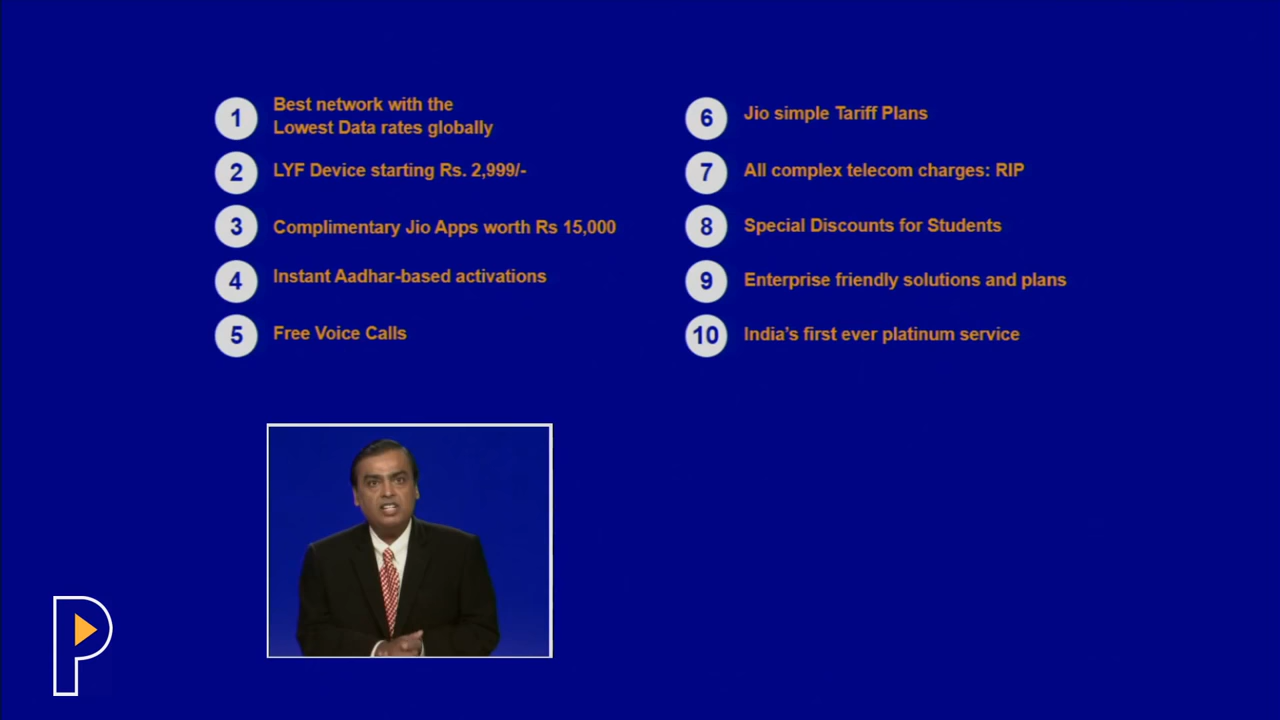 1
Best network with the
Lowest Data rates globally
2
LYF Device starting Rs. 2,999/-
3
Complimentary Jio Apps worth Rs 15,000
4
Instant Aadhar-based activations
5
Free Voice Calls
6
Jio simple Tariff Plans
7
All complex telecom charges: RIP
8
Special Discounts for Students
9
Enterprise friendly solutions and plans
10
India's first ever platinum service
P